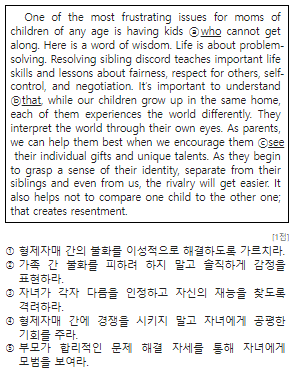 One of the most frustrating issues for moms of
children of any age is having kids ⓐwho cannot get
along. Here is a word of wisdom. Life is about problem-
solving. Resolving sibling discord teaches important life
skills and lessons about fairness, respect for others, self-
control, and negotiation. It's important to understand
ⓑthat, while our children grow up in the same home,
each of them experiences the world differently. They
interpret the world through their own eyes. As parents,
we can help them best when we encourage them ⓒsee
their individual gifts and unique talents. As they begin
to grasp a sense of their identity, separate from their
siblings and even from us, the rivalry will get easier. It
also helps not to compare one child to the other one;
that creates resentment.
[1전]
① 형제자매 간의 불화를 이성적으로 해결하도록 가르치라.
② 가족 간 불화를 피하려 하지 말고 솔직하게 감정을
표현하라.
③ 자녀가 각자 다름을 인정하고 자신의 재능을 찾도록
격려하라.
④ 형제자매 간에 경쟁을 시키지 말고 자녀에게 공평한
기회를 주라.
⑤ 부모가 합리적인 문제 해결 자세를 통해 자녀에게
모범을 보여라.